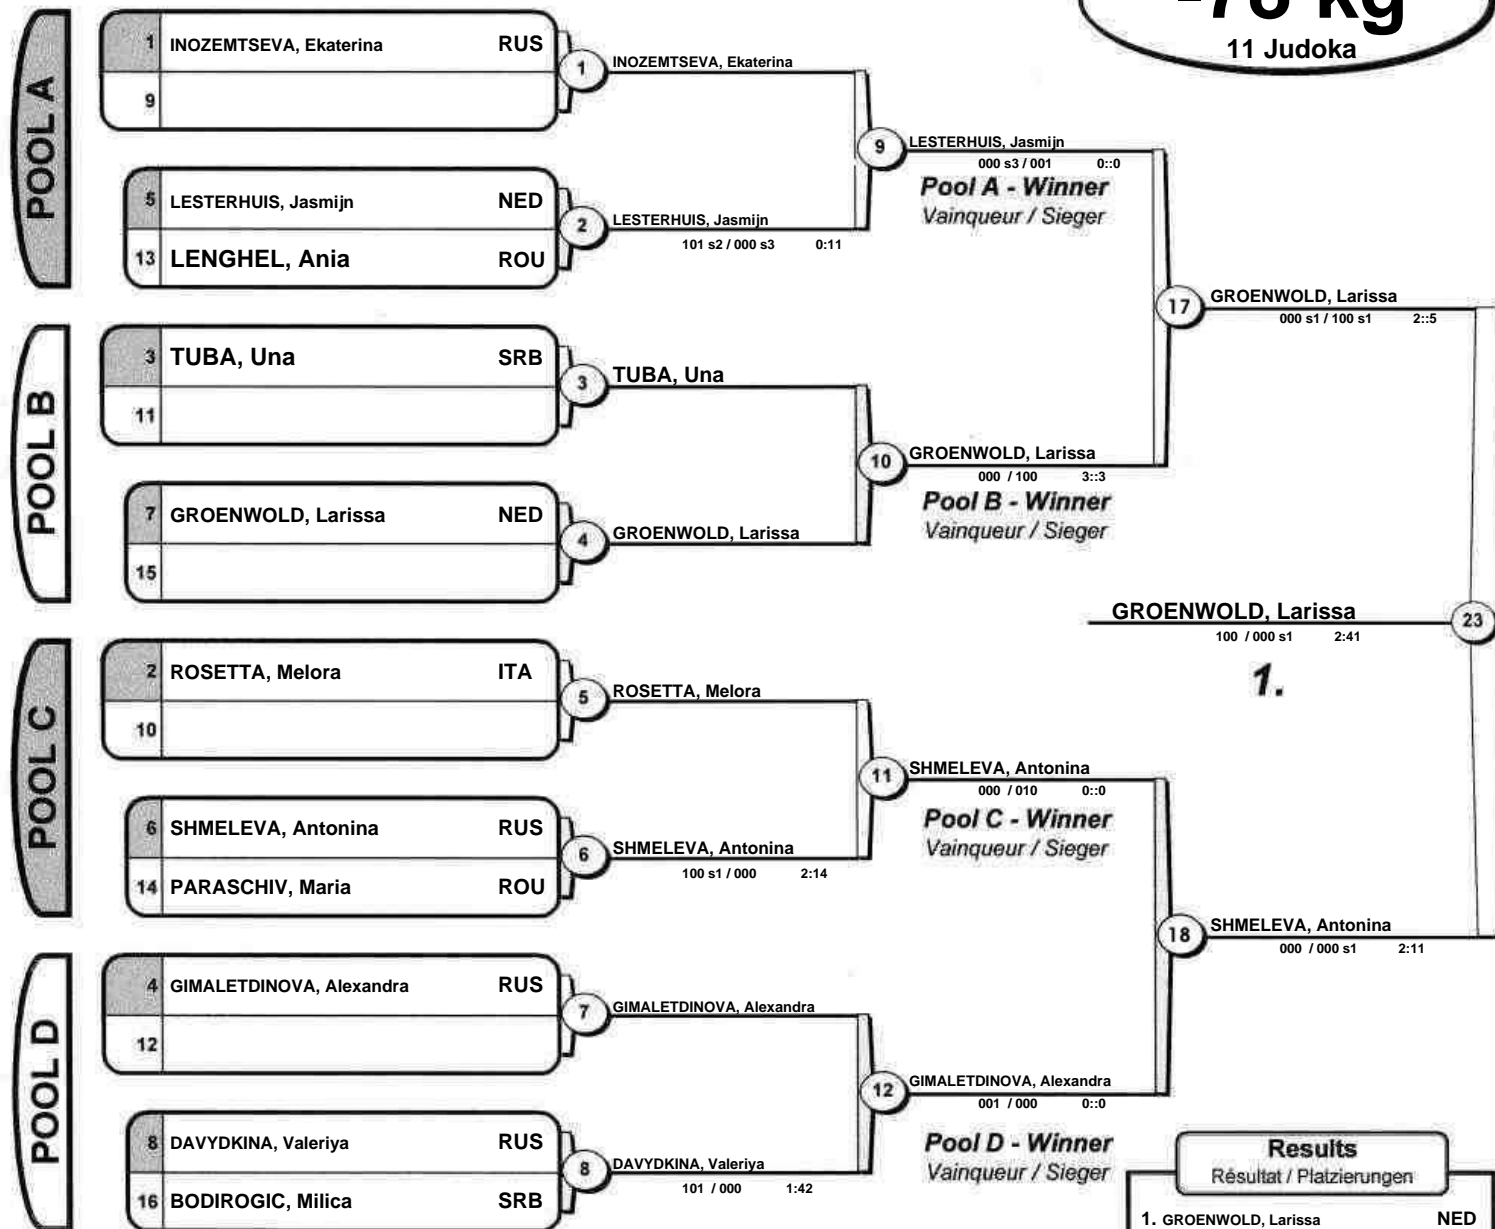 11 Judoka
POOL A
1 INOZEMTSEVA, Ekaterina RUS
9
1
INOZEMTSEVA, Ekaterina
5 LESTERHUIS, Jasmijn NED
13 LENGHEL, Ania ROU
2
LESTERHUIS, Jasmijn
101 s2 / 000 s3 0:11
9
LESTERHUIS, Jasmijn
000 s3 / 001 0::0
Pool A - Winner
Vainqueur / Sieger
POOL B
3 TUBA, Una SRB
11
3
TUBA, Una
7 GROENWOLD, Larissa NED
15
4
GROENWOLD, Larissa
10
GROENWOLD, Larissa
000 / 100 3::3
Pool B - Winner
Vainqueur / Sieger
17
GROENWOLD, Larissa
000 s1 / 100 s1 2::5
GROENWOLD, Larissa
23
100 / 000 s1 2:41
1.
POOL C
2 ROSETTA, Melora ITA
10
5
ROSETTA, Melora
6 SHMELEVA, Antonina RUS
14 PARASCHIV, Maria ROU
6
SHMELEVA, Antonina
100 s1 / 000 2:14
11
SHMELEVA, Antonina
000 / 010 0::0
Pool C - Winner
Vainqueur / Sieger
18
SHMELEVA, Antonina
000 / 000 s1 2:11
POOL D
4 GIMALETDINOVA, Alexandra RUS
12
7
GIMALETDINOVA, Alexandra
8 DAVYDKINA, Valeriya RUS
16 BODIROGIC, Milica SRB
8
DAVYDKINA, Valeriya
101 / 000 1:42
12
GIMALETDINOVA, Alexandra
001 / 000 0::0
Pool D - Winner
Vainqueur / Sieger
Results
Résultat / Platzierungen
1. GROENWOLD, Larissa NED